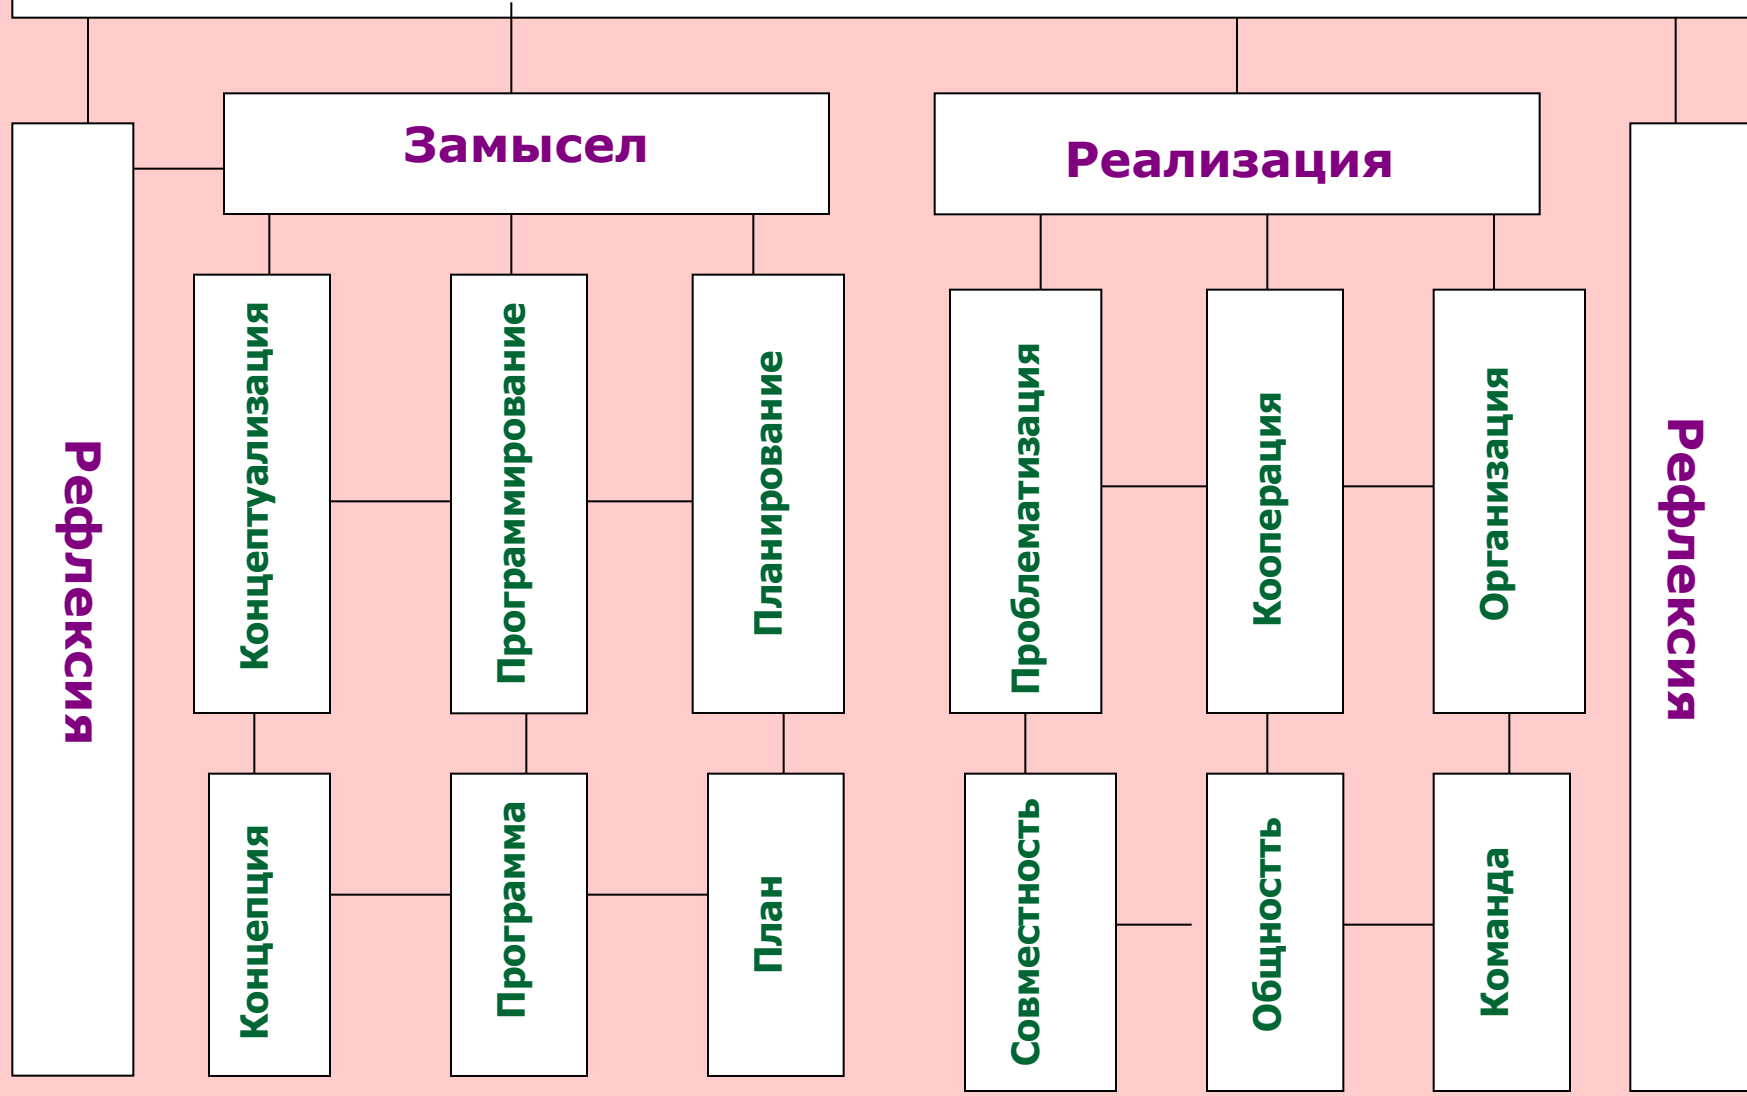 Замысел
Реализация
Рефлексия
Концептуализация
Программирование
Планирование
Проблематизация
Кооперация
Организация
Рефлексия
Концепция
Программа
План
Совместность
Общностть
Команда